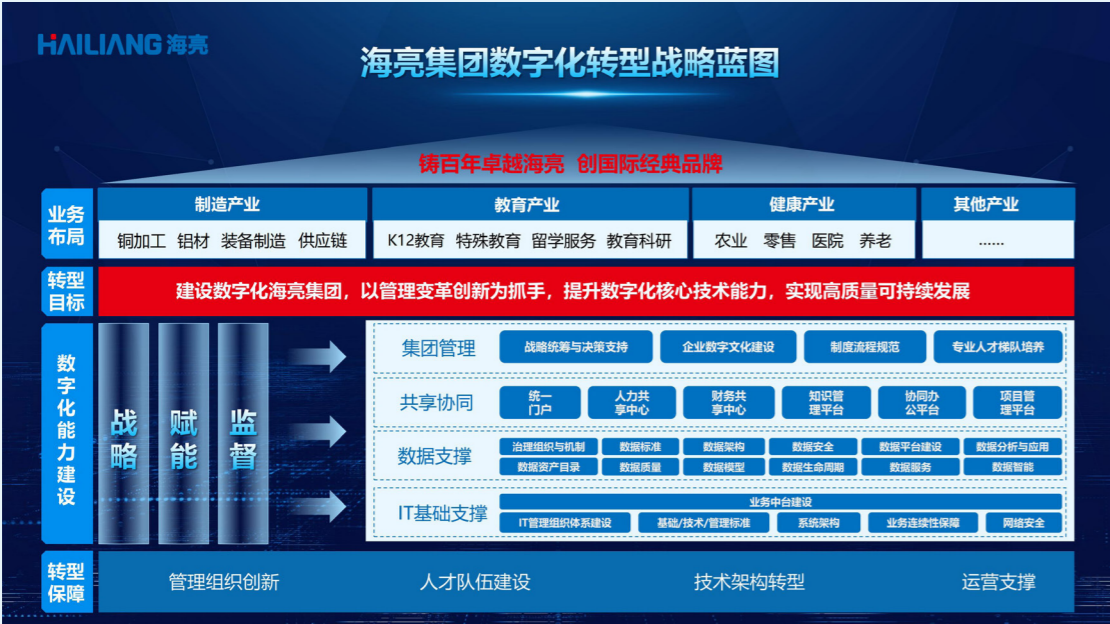 HAILIANG 海亮
海亮集团数字化转型战略蓝图
铸百年卓越海亮 创国际经典品牌
业务
布局
制造产业
教育产业
健康产业
其他产业
铜加工 铝材 装备制造 供应链
K12教育 特殊教育 留学服务 教育科研
农业 零售 医院 养老
......
转型
目标
建设数字化海亮集团，以管理变革创新为抓手，提升数字化核心技术能力，实现高质量可持续发展
数字化能力建设
战略
赋能
监督
集团管理
战略统筹与决策支持
企业数字文化建设
制度流程规范
专业人才梯队培养
共享协同
统一
门户
人力共
享中心
财务共
享中心
知识管
理平台
协同办
公平台
项目管
理平台
数据支撑
治理组织与机制
数据标准
数据架构
数据安全
数据平台建设
数据分析与应用
数据资产目录
数据质量
数据模型
数据生命周期
数据服务
数据智能
IT基础支撑
业务中台建设
IT管理组织体系建设
基础/技术/管理标准
系统架构
业务连续性保障
网络安全
转型
保障
管理组织创新
人才队伍建设
技术架构转型
运营支撑